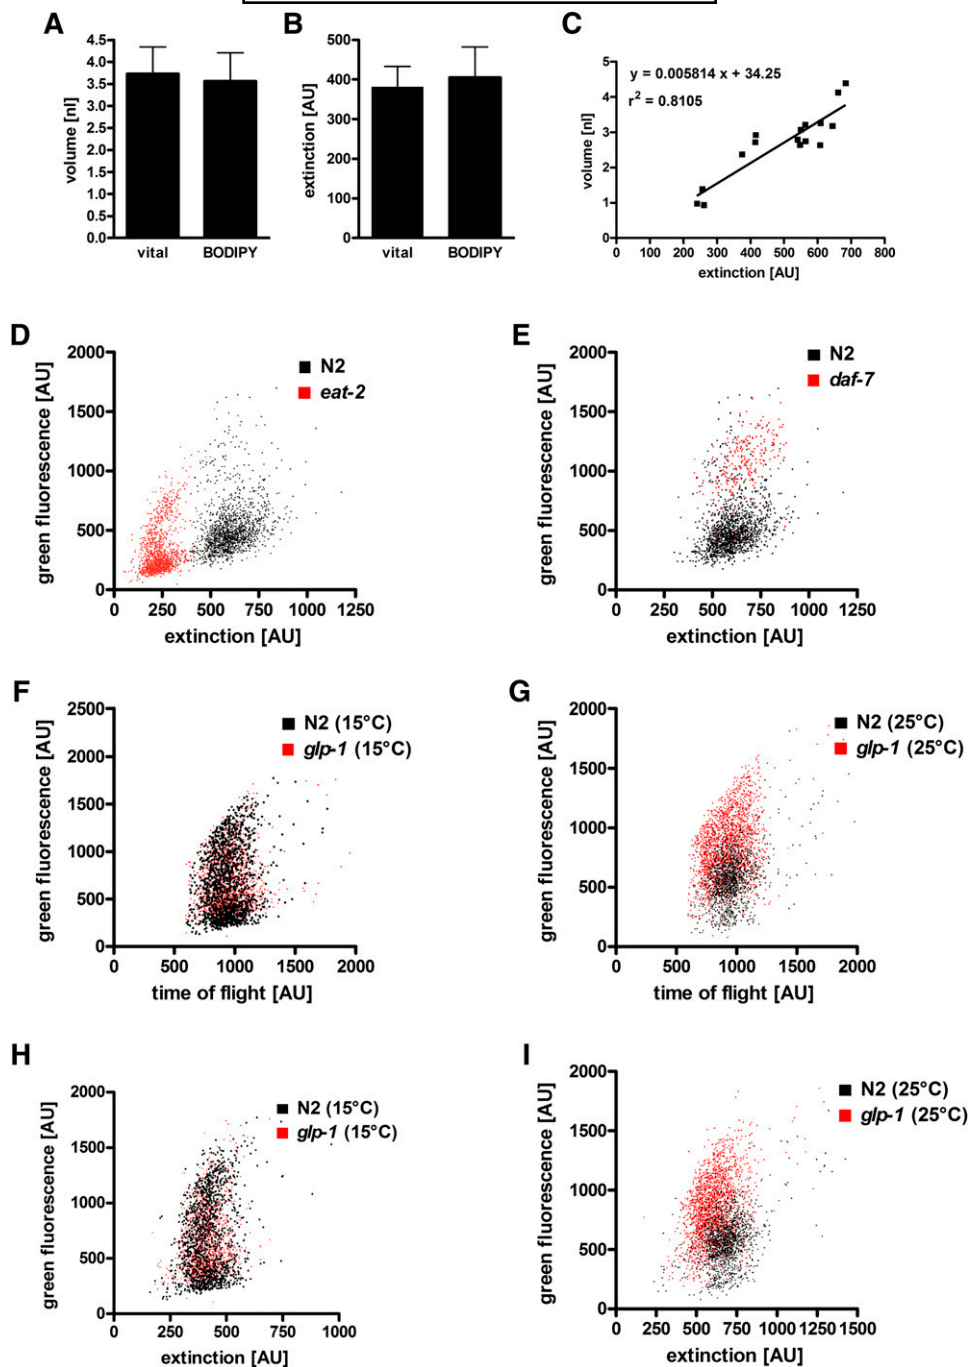 A
volume [nl]
4.5
4.0
3.5
3.0
2.5
2.0
1.5
1.0
0.5
0.0
vital BODIPY
B
extinction [AU]
500
400
300
200
100
0
vital BODIPY
C
y = 0.005814 x + 34.25
r² = 0.8105
volume [nl]
5
4
3
2
1
0
0 100 200 300 400 500 600 700 800
extinction [AU]
D
N2
eat-2
green fluorescence [AU]
2000
1500
1000
500
0
0 250 500 750 1000 1250
extinction [AU]
E
N2
daf-7
green fluorescence [AU]
2000
1500
1000
500
0
0 250 500 750 1000 1250
extinction [AU]
F
N2 (15°C)
glp-1 (15°C)
green fluorescence [AU]
2500
2000
1500
1000
500
0
0 500 1000 1500 2000
time of flight [AU]
G
N2 (25°C)
glp-1 (25°C)
green fluorescence [AU]
2000
1500
1000
500
0
0 500 1000 1500 2000
time of flight [AU]
H
N2 (15°C)
glp-1 (15°C)
green fluorescence [AU]
2000
1500
1000
500
0
0 250 500 750 1000
extinction [AU]
I
N2 (25°C)
glp-1 (25°C)
green fluorescence [AU]
2000
1500
1000
500
0
0 250 500 750 1000 1250 1500
extinction [AU]